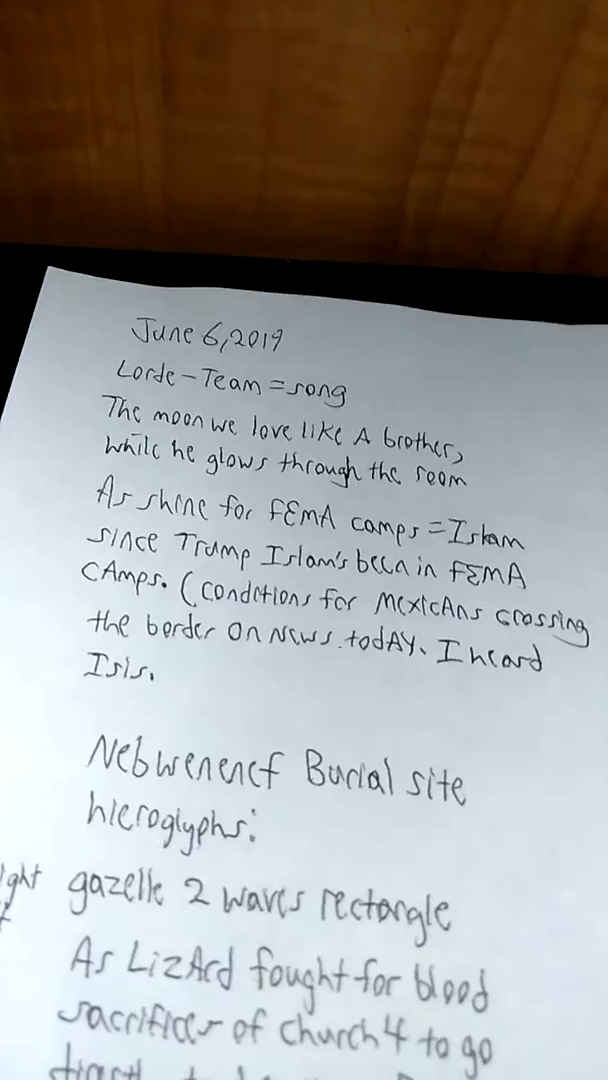 June 6, 2019
Lorde - Team = song
The moon we love like A brother,
while he glows through the room
As shine for FEMA camps = Islam
since Trump Islam's been in FEMA
CAmps. (conditions for MexicAns crossing
the border on News today. I heard
Isis.
Nebwenenef Burial site
hieroglyphs:
gazelle 2 waves rectangle
As LizArd fought for blood
sacrifices of church 4 to go